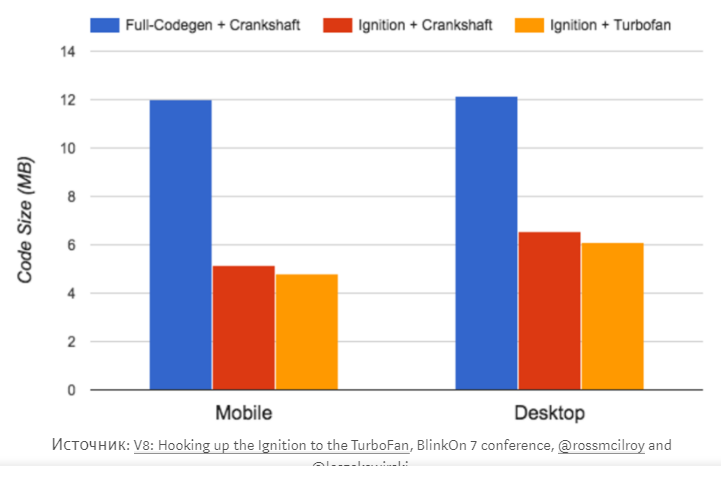 Full-Codegen + Crankshaft Ignition + Crankshaft Ignition + Turbofan
14
12
10
8
6
4
2
0
Code Size (MB)
Mobile Desktop
Источник: V8: Hooking up the Ignition to the TurboFan, BlinkOn 7 conference, @rossmcilroy and